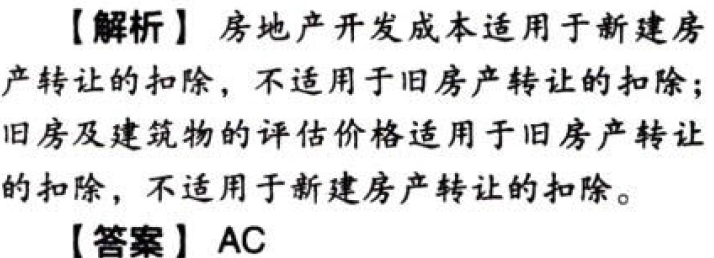 【解析】 房地产开发成本适用于新建房
产转让的扣除，不适用于旧房产转让的扣除；
旧房及建筑物的评估价格适用于旧房产转让
的扣除，不适用于新建房产转让的扣除。
【答案】 AC